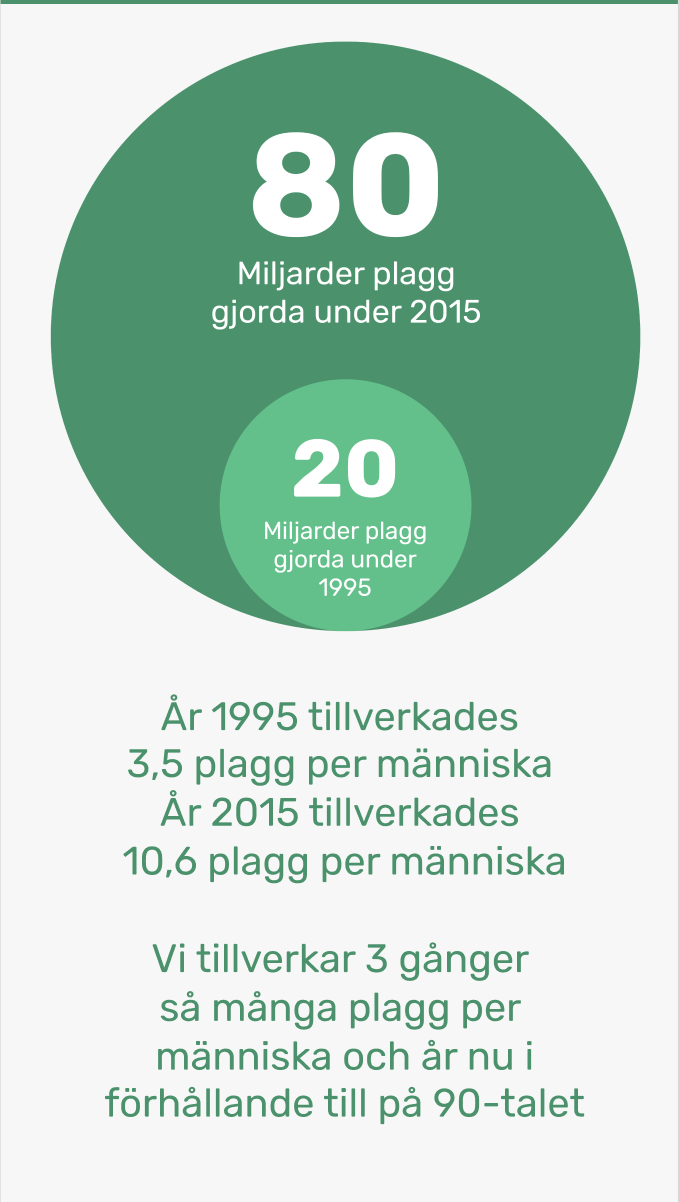 80
Miljarder plagg
gjorda under 2015
20
Miljarder plagg
gjorda under
1995
År 1995 tillverkades
3,5 plagg per människa
År 2015 tillverkades
10,6 plagg per människa
Vi tillverkar 3 gånger
så många plagg per
människa och år nu i
förhållande till på 90-talet